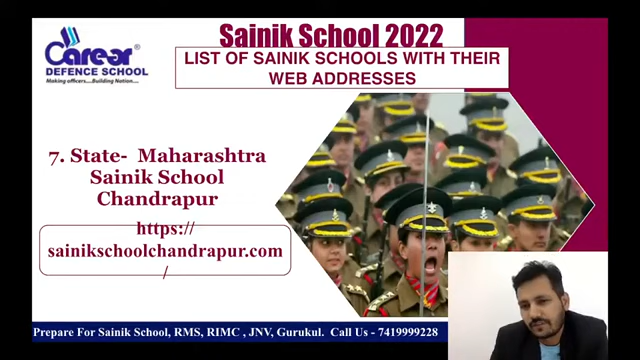 Sainik School 2022
Carear®
DEFENCE SCHOOL
Making officers.....Building Nation.....
LIST OF SAINIK SCHOOLS WITH THEIR
WEB ADDRESSES
7. State- Maharashtra
Sainik School
Chandrapur
https://
sainikschoolchandrapur.com
/
Prepare For Sainik School, RMS, RIMC , JNV, Gurukul. Call Us - 7419999228